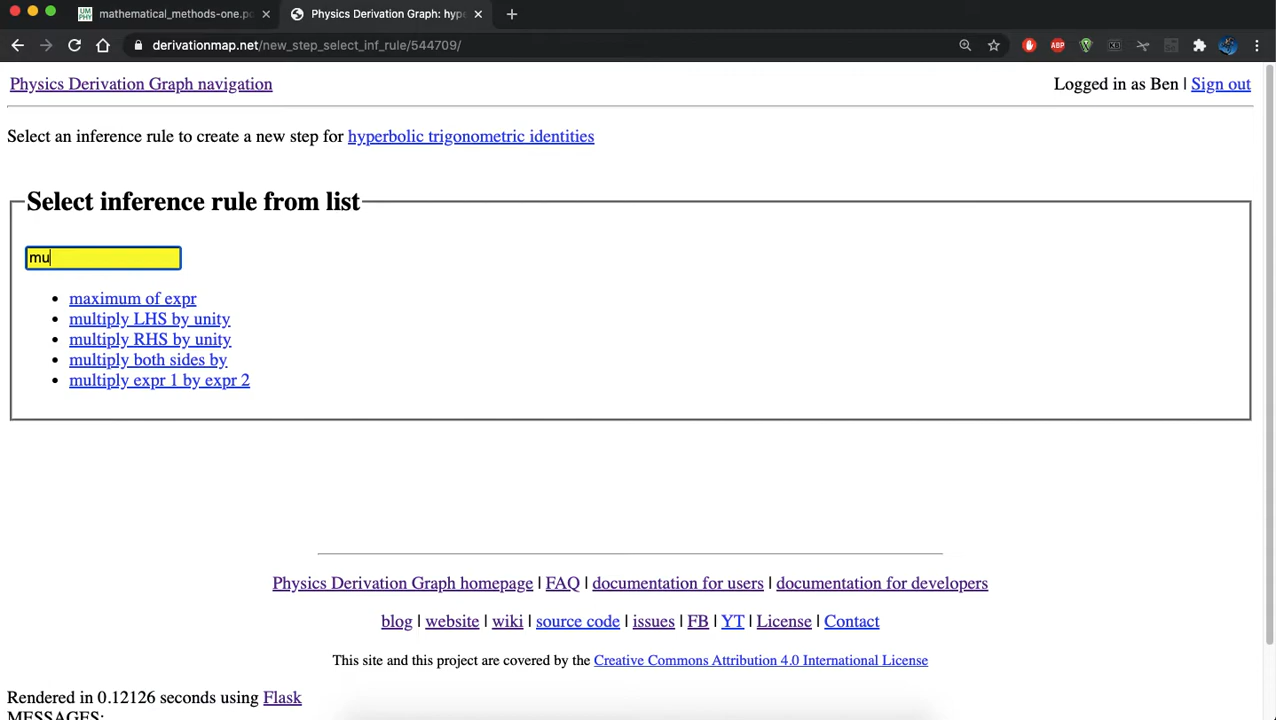 mathematical_methods-one.pd
Physics Derivation Graph: hype
derivationmap.net/new_step_select_inf_rule/544709/
ABP
Physics Derivation Graph navigation
Logged in as Ben | Sign out
Select an inference rule to create a new step for hyperbolic trigonometric identities
Select inference rule from list
mu
maximum of expr
multiply LHS by unity
multiply RHS by unity
multiply both sides by
multiply expr 1 by expr 2
Physics Derivation Graph homepage | FAQ | documentation for users | documentation for developers
blog | website | wiki | source code | issues | FB | YT | License | Contact
This site and this project are covered by the Creative Commons Attribution 4.0 International License
Rendered in 0.12126 seconds using Flask
MESSAGES: